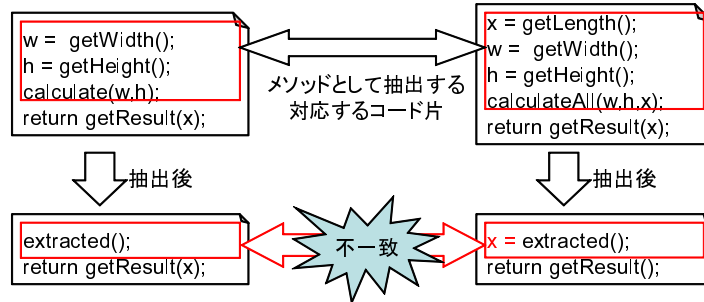 w = getWidth();
h = getHeight();
calculate(w,h);
return getResult(x);
メソッドとして抽出する
対応するコード片
x = getLength();
w = getWidth();
h = getHeight();
calculateAll(w,h,x);
return getResult(x);
抽出後
抽出後
extracted();
return getResult(x);
不一致
x = extracted();
return getResult();